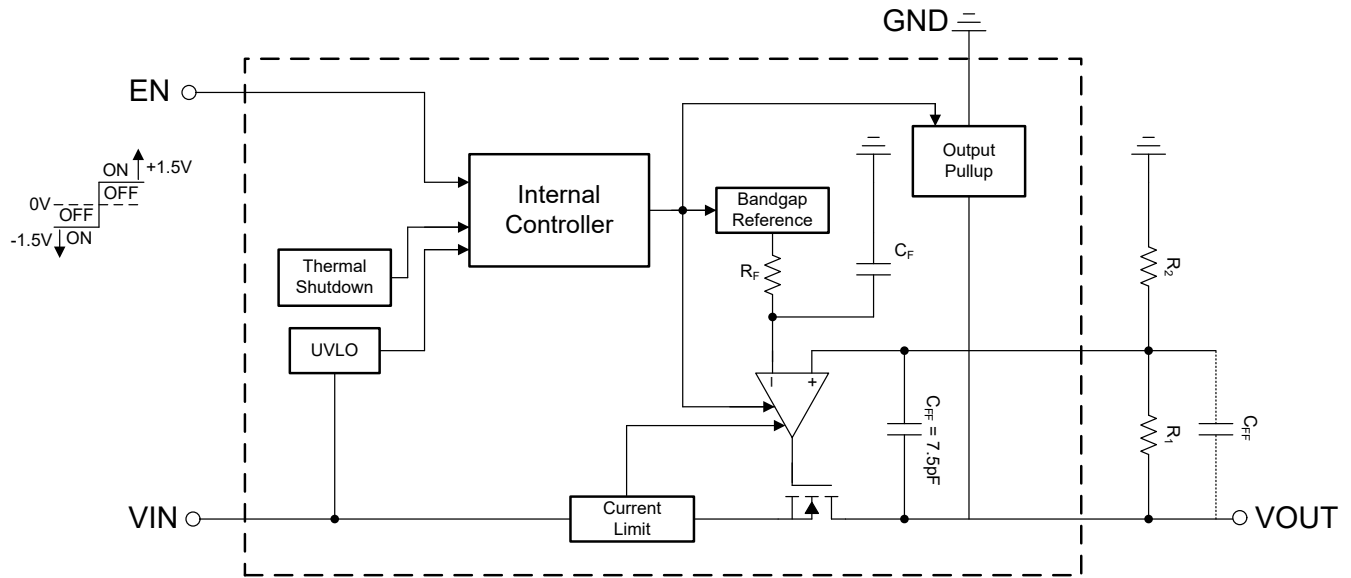 GND
EN
ON
+1.5V
OFF
0V
OFF
-1.5V
ON
Internal
Controller
Output
Pullup
Bandgap
Reference
Thermal
Shutdown
RF
CF
R2
UVLO
CFF = 7.5pF
R1
CFF
VIN
Current
Limit
VOUT